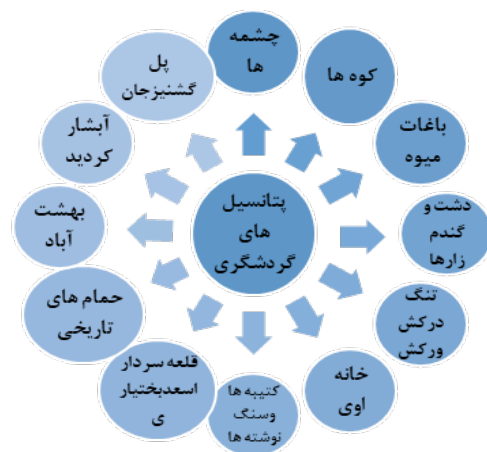 پتانسیل
های
گردشگری
چشمه
ها
کوه ها
باغات
میوه
دشت و
گندم
زارها
تنگ
درکش
ورکش
خانه
اوی
کتیبه ها
وسنگ
نوشته ها
قلعه سردار
اسعدبختیار
ی
حمام های
تاریخی
بهشت
آباد
آبشار
کردید
پل
گشنیزجان